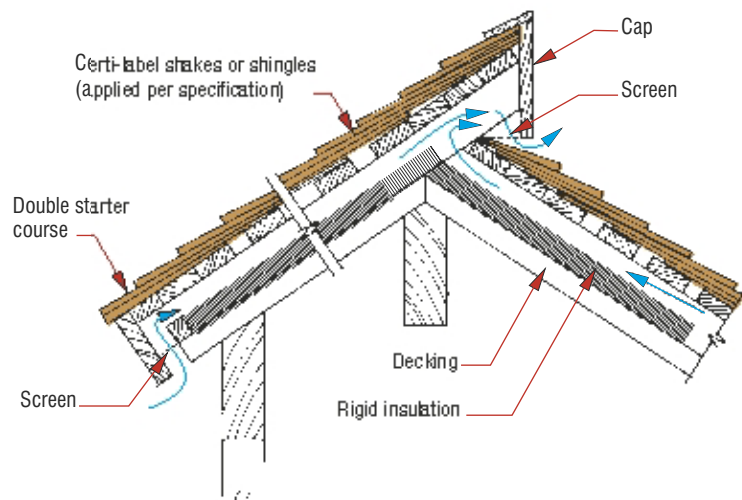 Cap
Certi-label shakes or shingles
(applied per specification)
Screen
Double starter
course
Decking
Screen
Rigid insulation